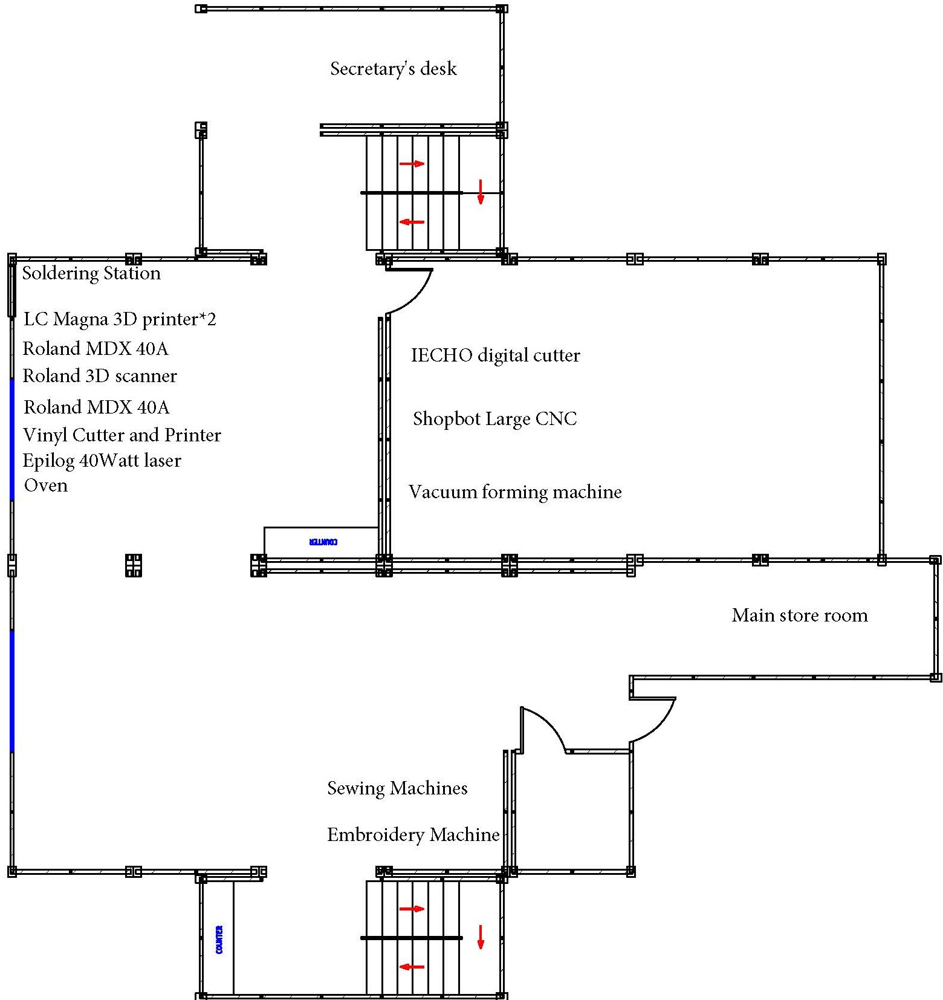 Secretary's desk
Soldering Station
LC Magna 3D printer*2
Roland MDX 40A
Roland 3D scanner
Roland MDX 40A
Vinyl Cutter and Printer
Epilog 40Watt laser
Oven
IECHO digital cutter
Shopbot Large CNC
Vacuum forming machine
COUNTER
Main store room
Sewing Machines
Embroidery Machine
COUNTER